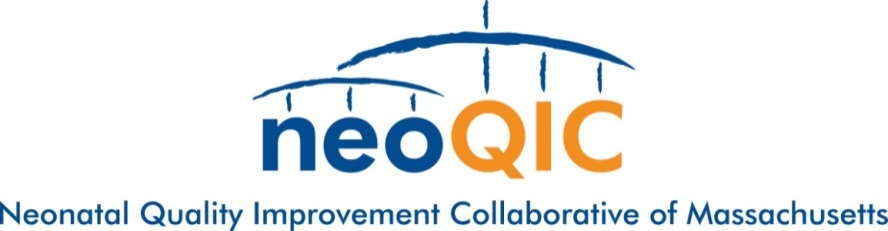 neoQIC
Neonatal Quality Improvement Collaborative of Massachusetts